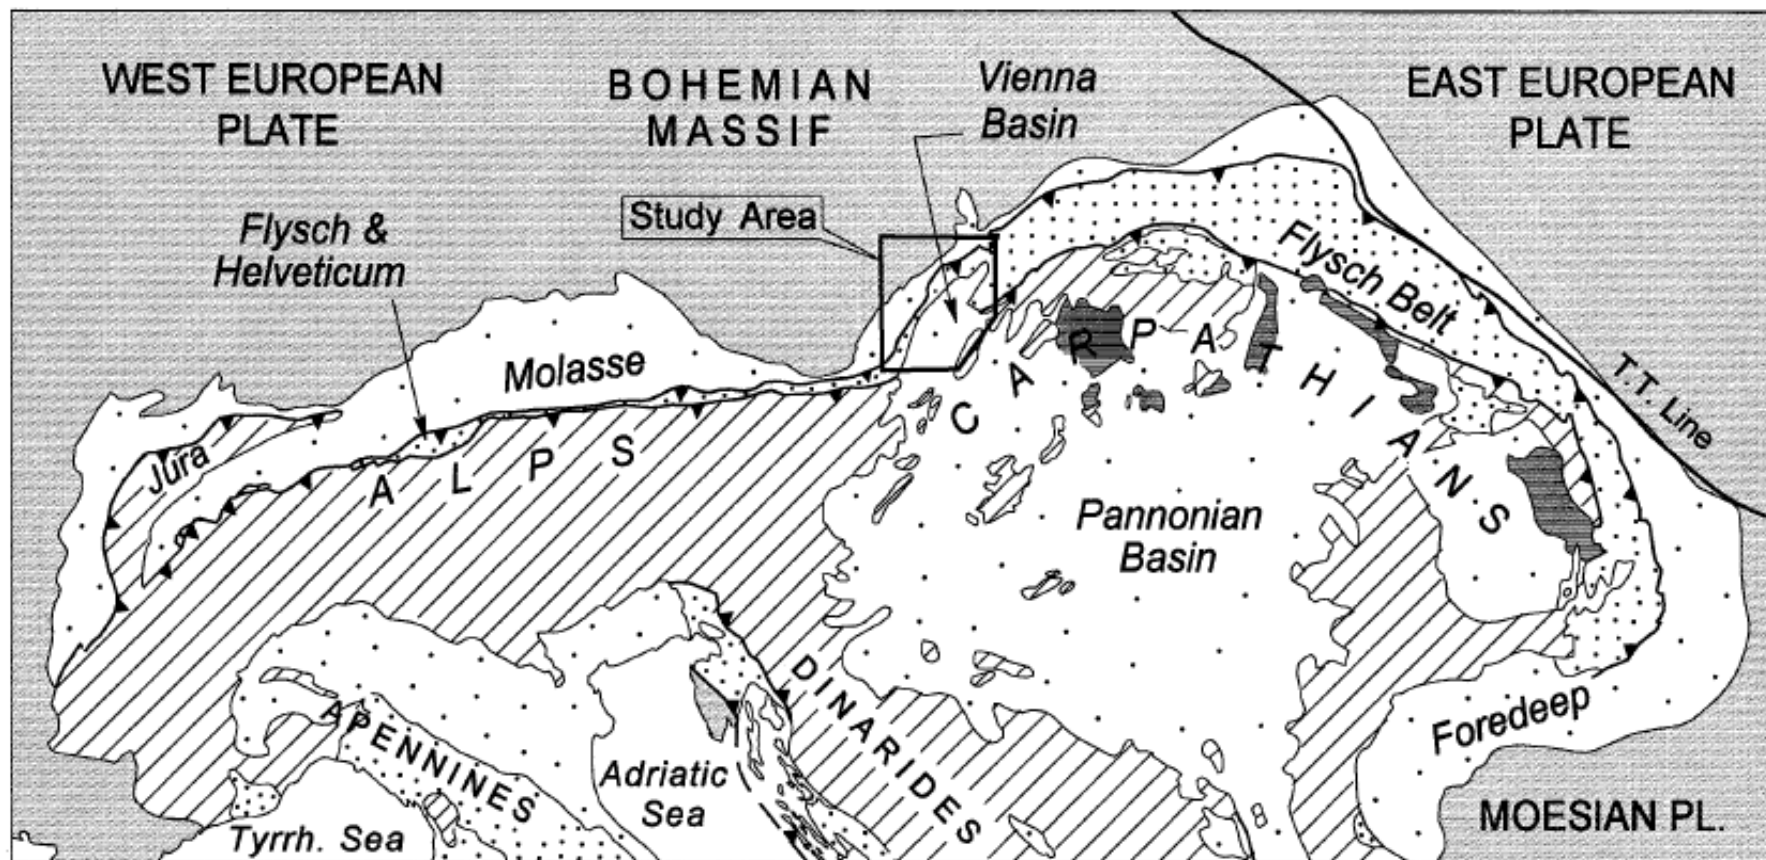 WEST EUROPEAN
PLATE
BOHEMIAN
MASSIF
Vienna
Basin
EAST EUROPEAN
PLATE
Study Area
Flysch &
Helveticum
Flysch Belt
Molasse
CARPATHIANS
T.T. Line
Jura
ALPS
Pannonian
Basin
DINARIDES
APENNINES
Adriatic
Sea
Foredeep
Tyrrh. Sea
MOESIAN PL.